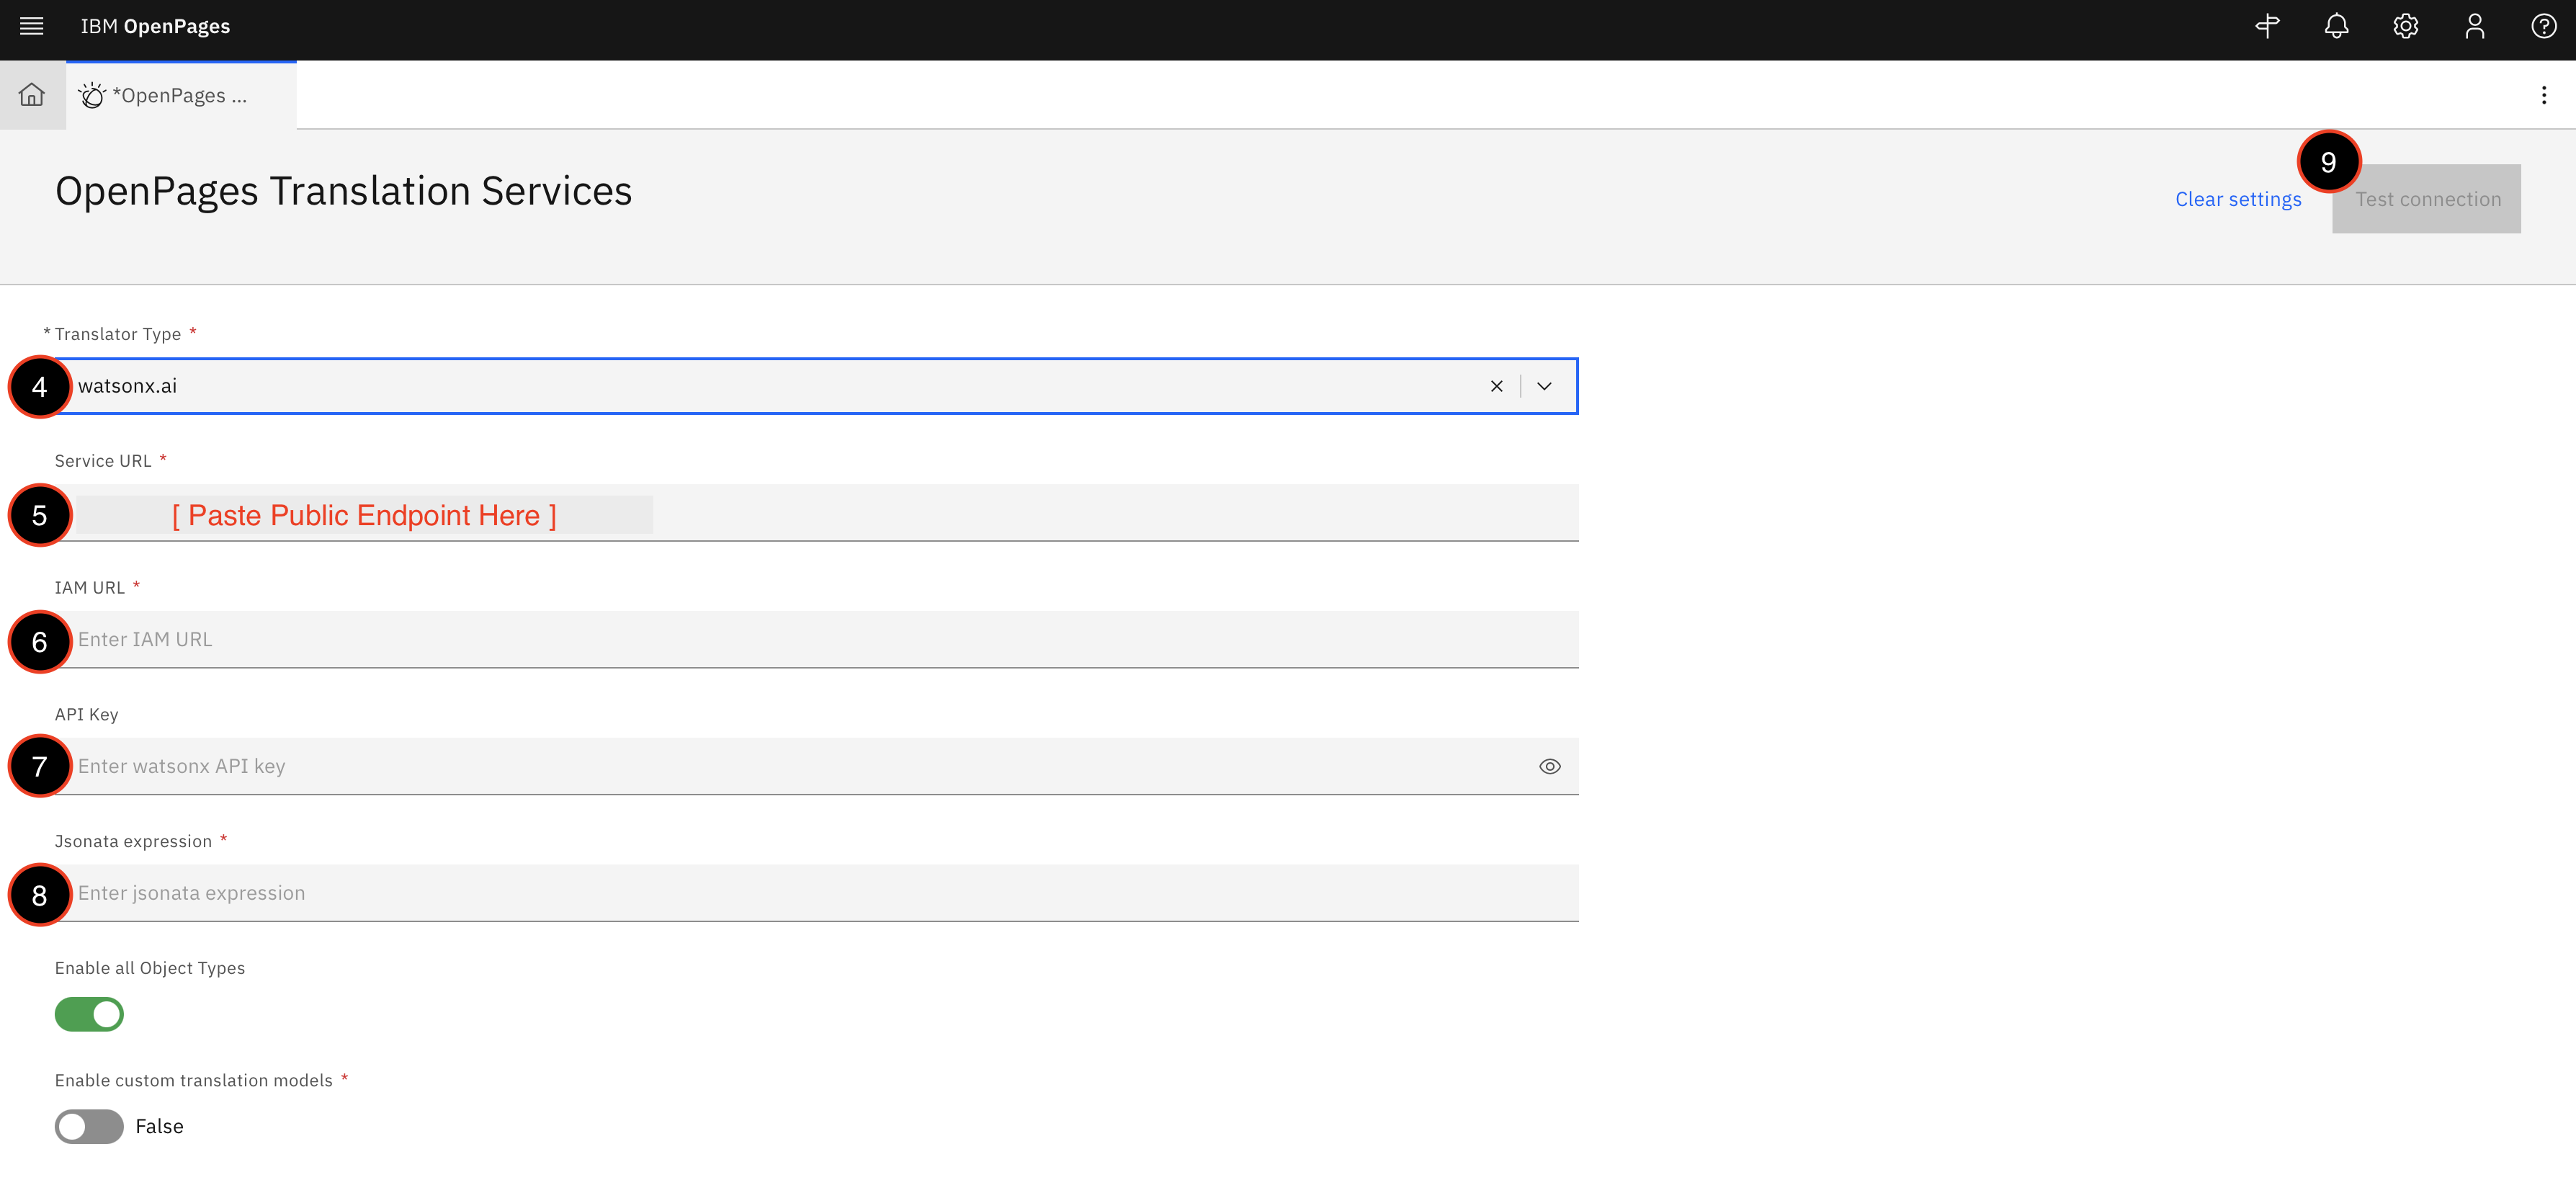 IBM OpenPages
*OpenPages ...
OpenPages Translation Services
Clear settings
9
Test connection
* Translator Type *
4
watsonx.ai
Service URL *
5
[ Paste Public Endpoint Here ]
IAM URL *
6
Enter IAM URL
API Key
7
Enter watsonx API key
Jsonata expression *
8
Enter jsonata expression
Enable all Object Types
Enable custom translation models *
False